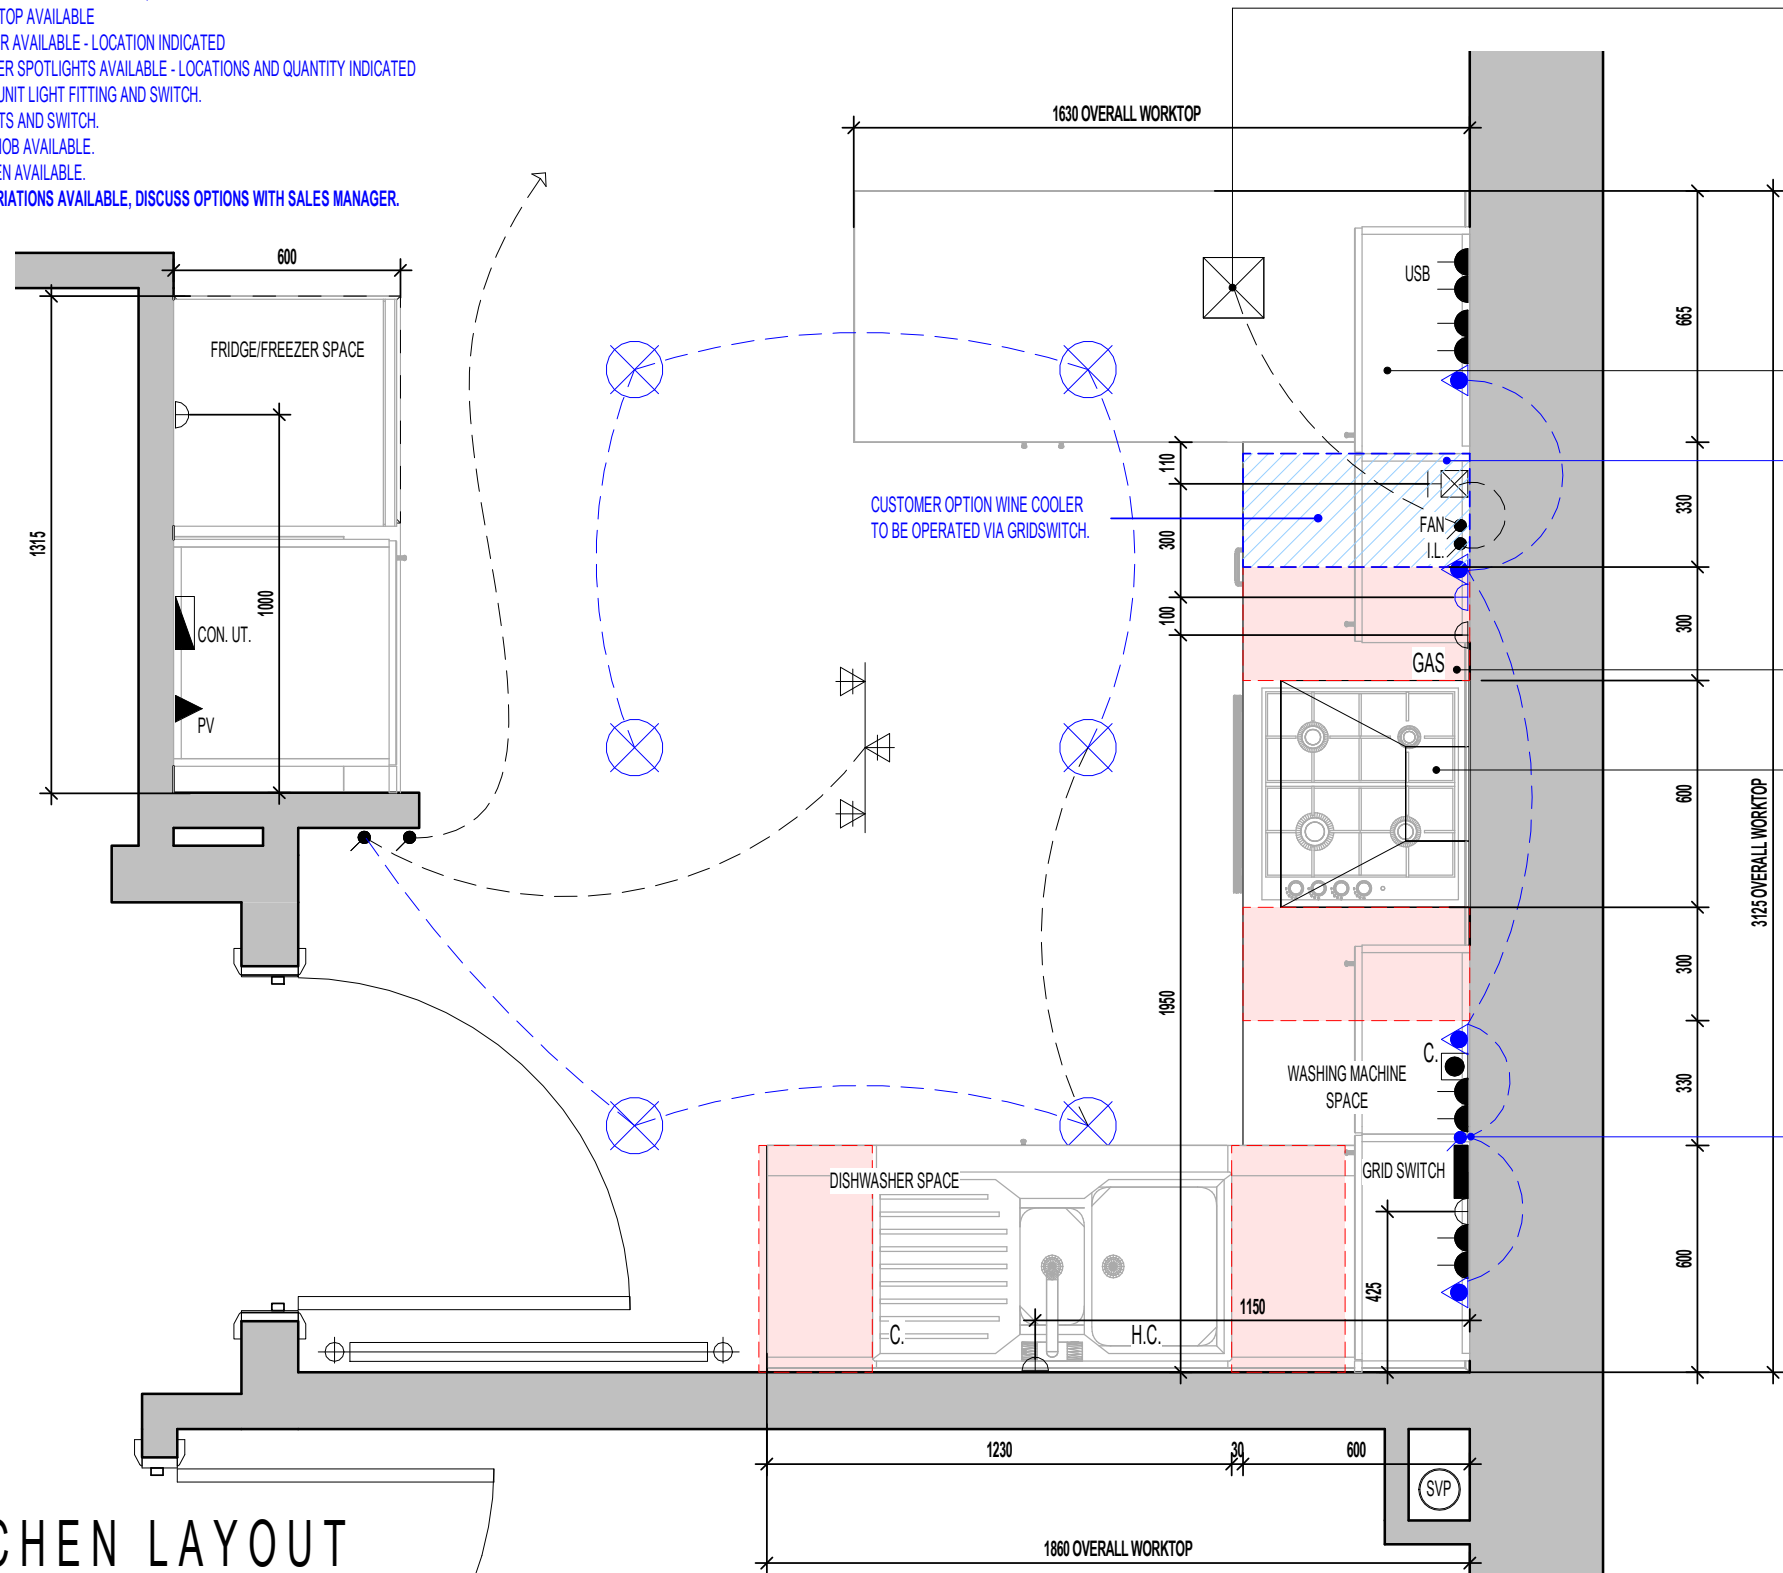 TOP AVAILABLE
R AVAILABLE - LOCATION INDICATED
ER SPOTLIGHTS AVAILABLE - LOCATIONS AND QUANTITY INDICATED
UNIT LIGHT FITTING AND SWITCH.
TS AND SWITCH.
HOB AVAILABLE.
EN AVAILABLE.
RIATIONS AVAILABLE, DISCUSS OPTIONS WITH SALES MANAGER.
1630 OVERALL WORKTOP
600
USB
665
FRIDGE/FREEZER SPACE
1315
1000
110
CUSTOMER OPTION WINE COOLER
TO BE OPERATED VIA GRIDSWITCH.
300
330
FAN
I.L.
100
300
CON. UT.
GAS
PV
600
3125 OVERALL WORKTOP
300
1950
C.
WASHING MACHINE
SPACE
330
DISHWASHER SPACE
GRID SWITCH
600
425
1150
C.
H.C.
1230
30
600
SVP
CHEN LAYOUT
1860 OVERALL WORKTOP